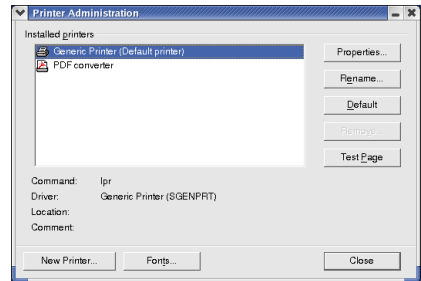 Printer Administration
Installed printers
Generic Printer (Default printer)
PDF converter
Properties...
Rename...
Default
Remove...
Test Page
Command: lpr
Driver: Generic Printer (SGENPRT)
Location:
Comment:
New Printer... Fonts... Close